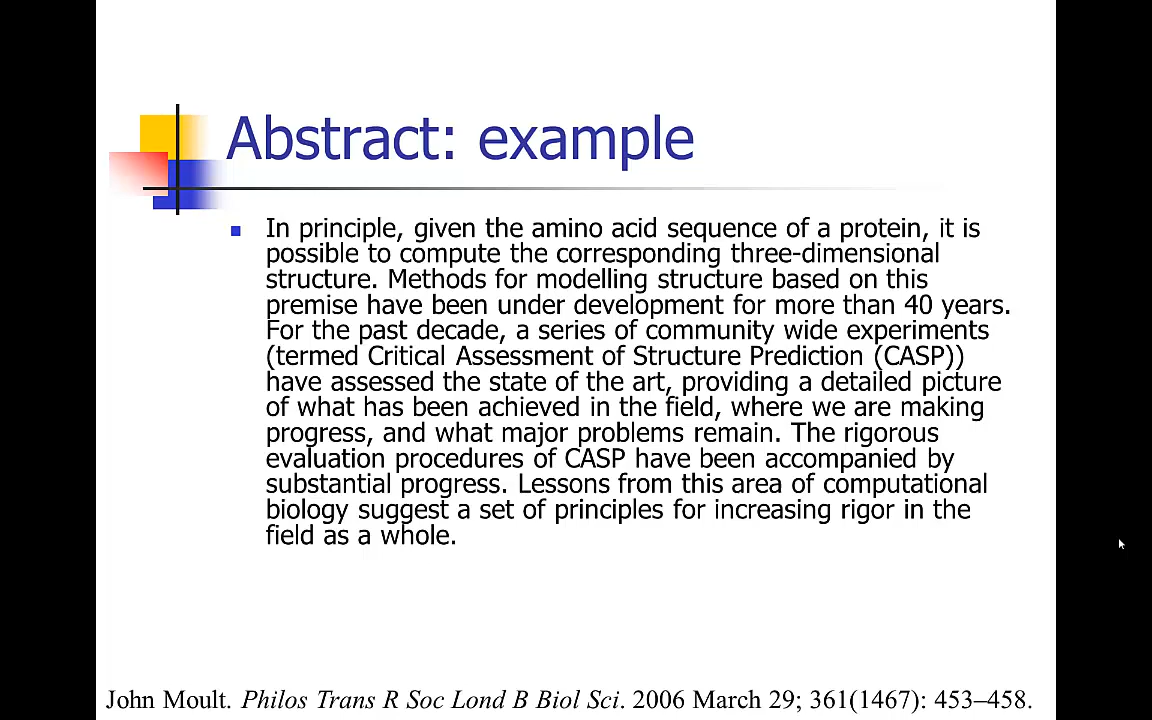 Abstract: example
In principle, given the amino acid sequence of a protein, it is
possible to compute the corresponding three-dimensional
structure. Methods for modelling structure based on this
premise have been under development for more than 40 years.
For the past decade, a series of community wide experiments
(termed Critical Assessment of Structure Prediction (CASP))
have assessed the state of the art, providing a detailed picture
of what has been achieved in the field, where we are making
progress, and what major problems remain. The rigorous
evaluation procedures of CASP have been accompanied by
substantial progress. Lessons from this area of computational
biology suggest a set of principles for increasing rigor in the
field as a whole.
John Moult. Philos Trans R Soc Lond B Biol Sci. 2006 March 29; 361(1467): 453–458.